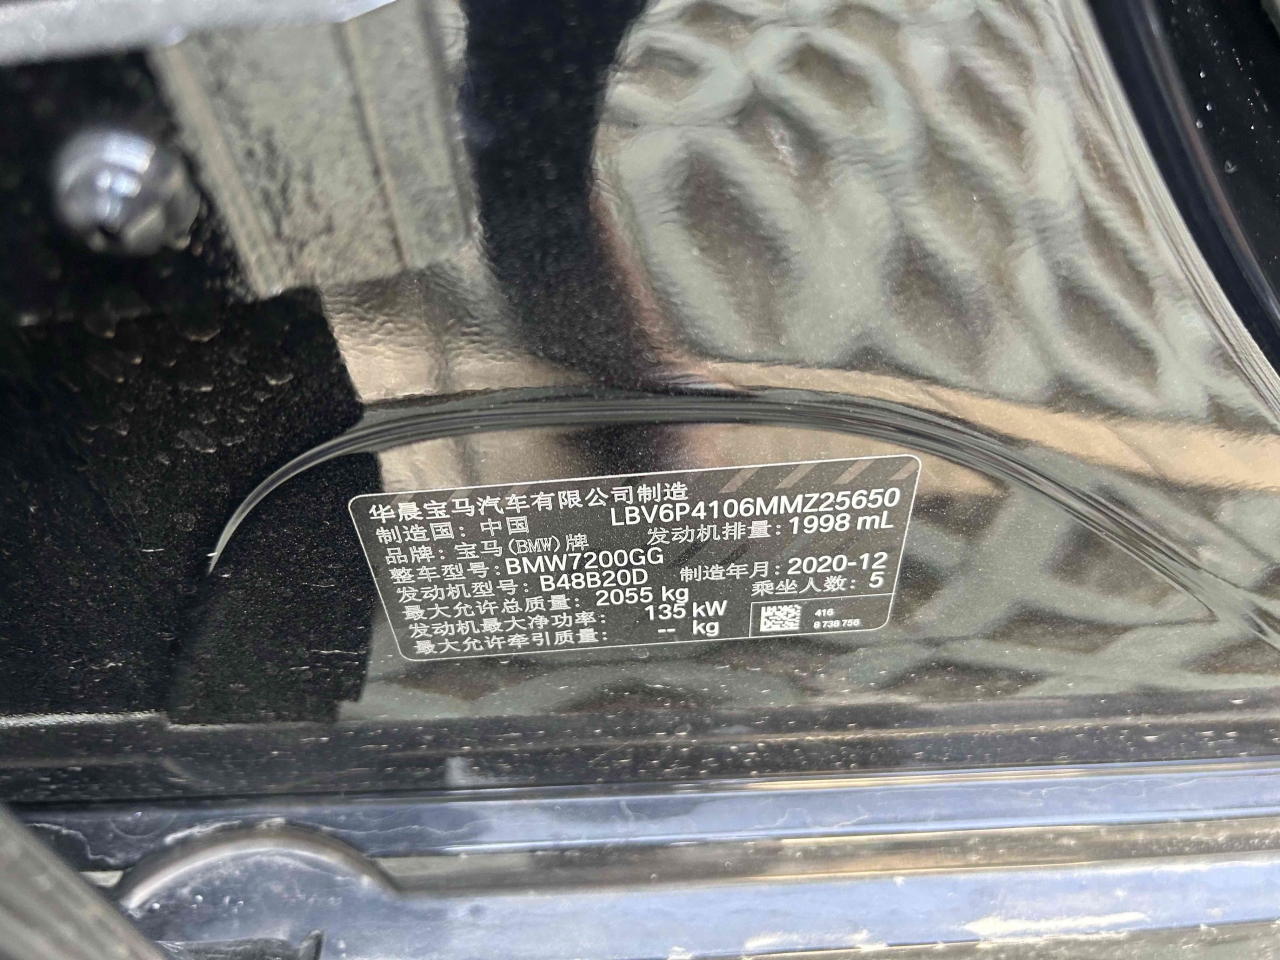 华晨宝马汽车有限公司制造
LBV6P4106MMZ25650
制造国：中国
发动机排量：1998 mL
品牌：宝马(BMW)牌
整车型号：BMW7200GG
制造年月：2020-12
发动机型号：B48B20D
乘坐人数：5
最大允许总质量：2055 kg
发动机最大净功率：135 kW
最大允许牵引质量：-- kg
416
8 738 756